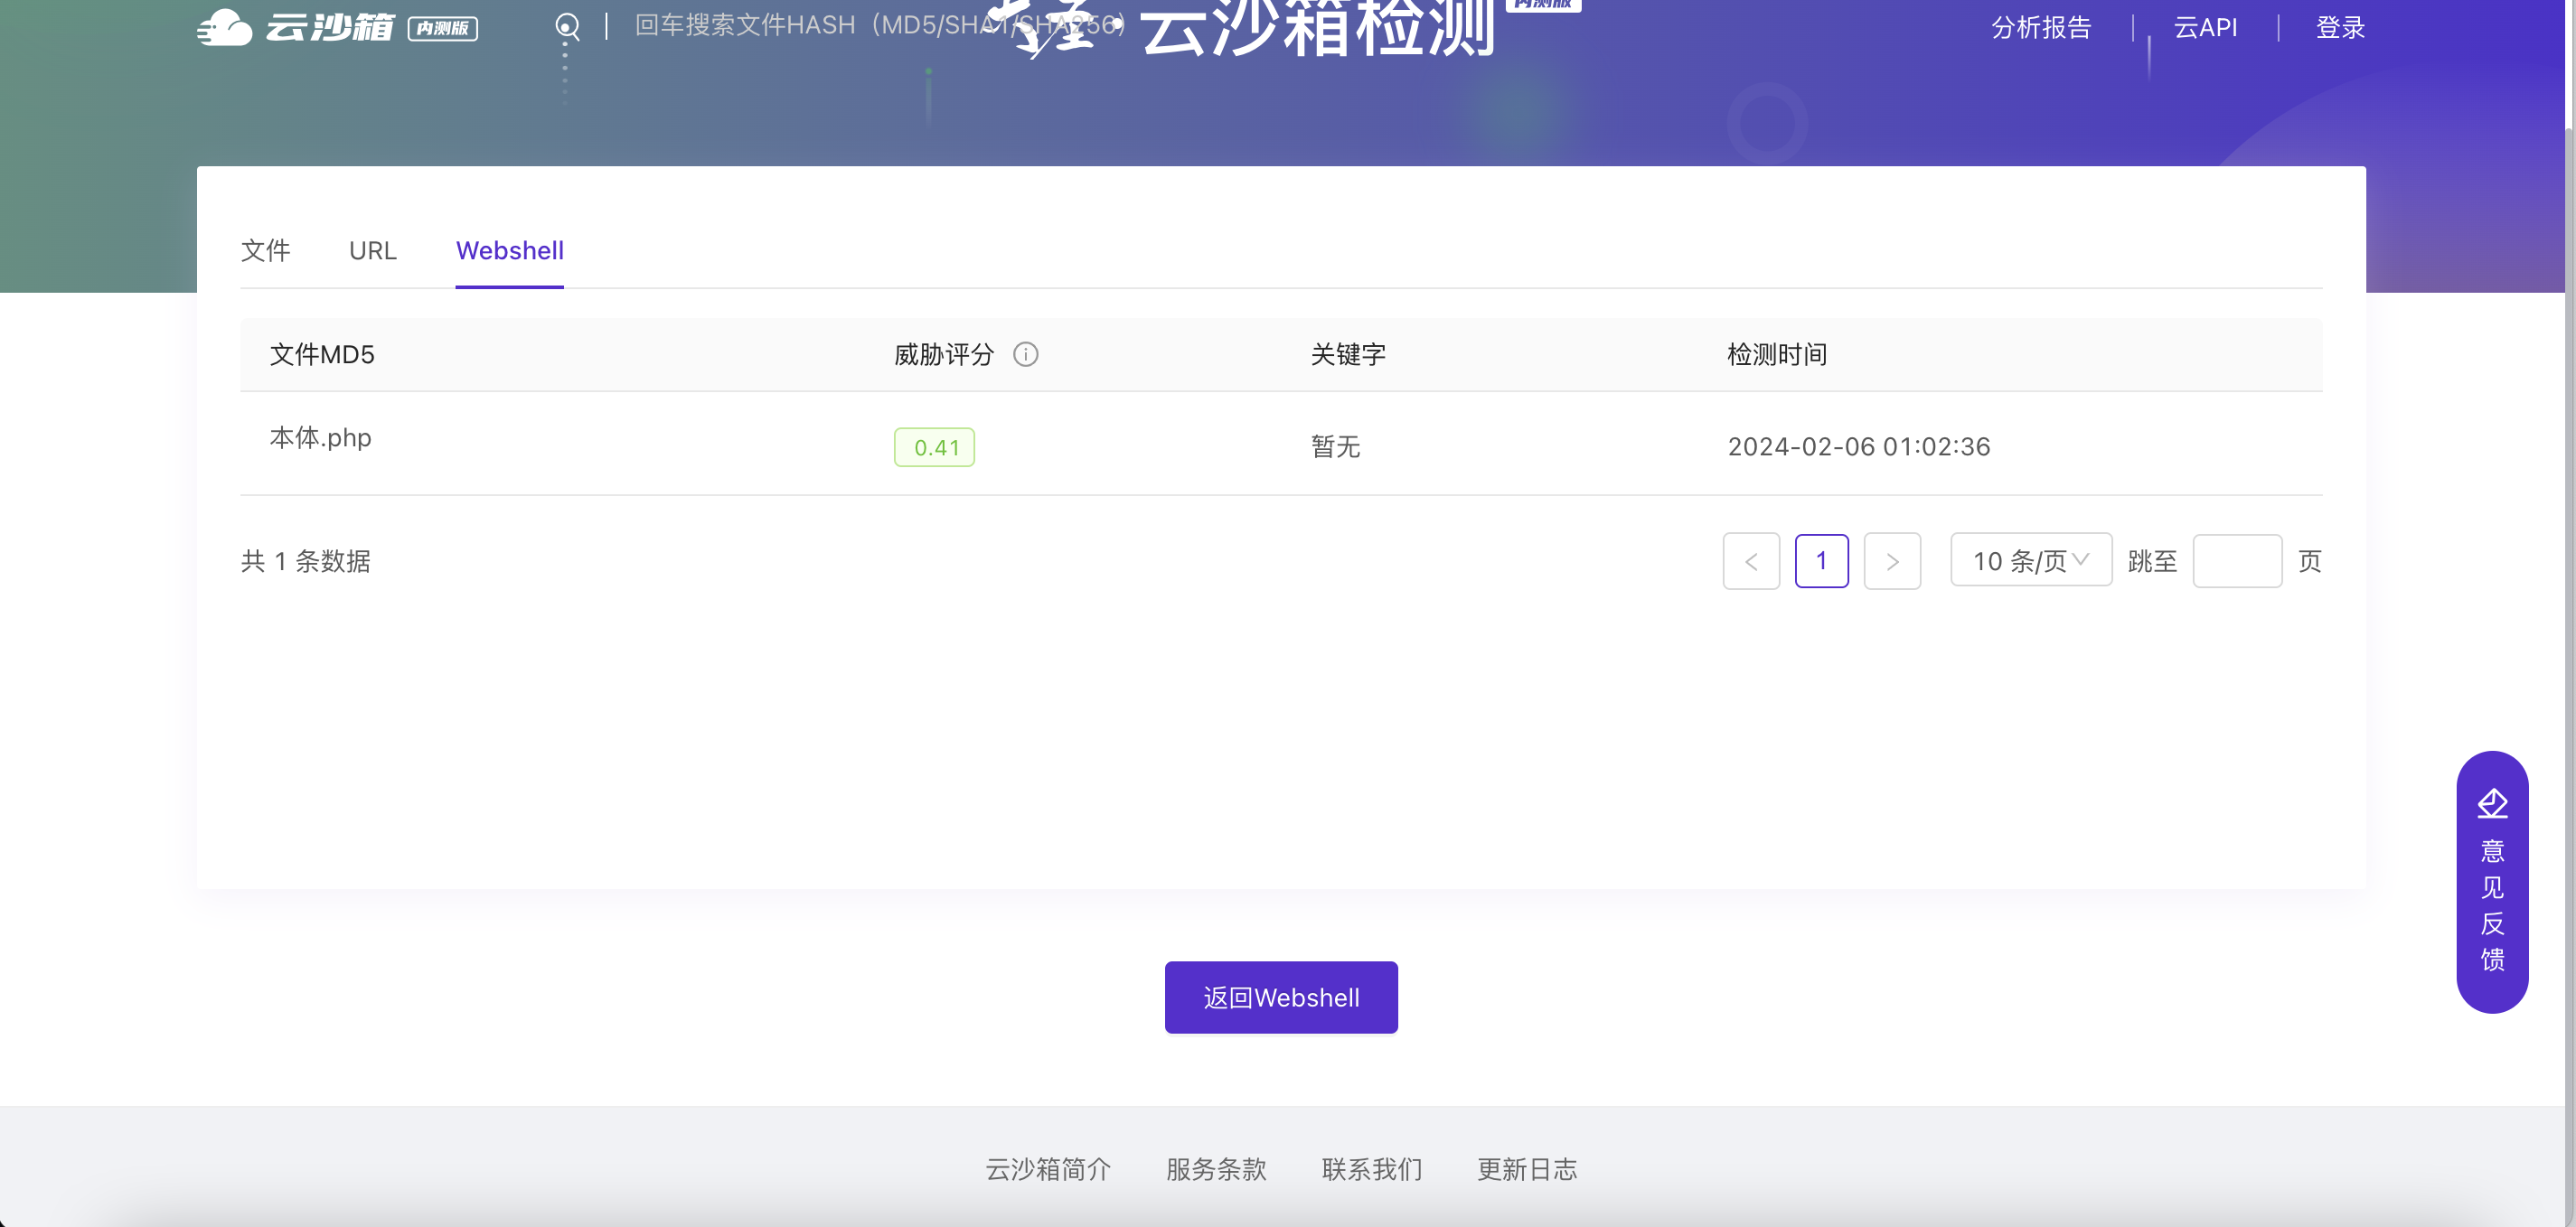 云沙箱 内测版
回车搜索文件HASH（MD5/SHA1/SHA256）
云沙箱检测 内测版
分析报告
云API
登录
文件 URL Webshell
文件MD5 威胁评分 关键字 检测时间
本体.php 0.41 暂无 2024-02-06 01:02:36
共 1 条数据
1 10 条/页 跳至 页
意见反馈
返回Webshell
云沙箱简介 服务条款 联系我们 更新日志